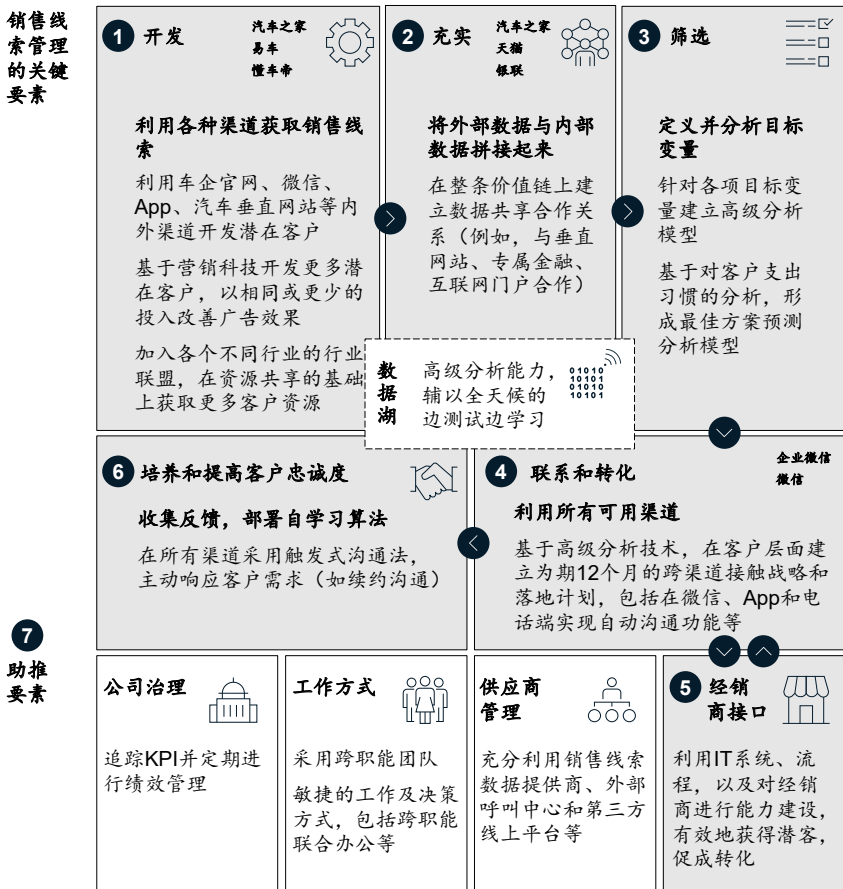 销售线
索管理
的关键
要素
1 开发
汽车之家
易车
懂车帝
利用各种渠道获取销售线
索
利用车企官网、微信、
App、汽车垂直网站等内
外渠道开发潜在客户
基于营销科技开发更多潜
在客户，以相同或更少的
投入改善广告效果
加入各个不同行业的行业
联盟，在资源共享的基础
上获取更多客户资源
2 充实
汽车之家
天猫
银联
将外部数据与内部
数据拼接起来
在整条价值链上建
立数据共享合作关
系（例如，与垂直
网站、专属金融、
互联网门户合作）
3 筛选
定义并分析目标
变量
针对各项目标变
量建立高级分析
模型
基于对客户支出
习惯的分析，形
成最佳方案预测
分析模型
数
据
湖
高级分析能力，
辅以全天候的
边测试边学习
01010
10101
01010
10101
4 联系和转化
企业微信
微信
利用所有可用渠道
基于高级分析技术，在客户层面建
立为期12个月的跨渠道接触战略和
落地计划，包括在微信、App和电
话端实现自动沟通功能等
6 培养和提高客户忠诚度
收集反馈，部署自学习算法
在所有渠道采用触发式沟通法，
主动响应客户需求（如续约沟通）
7
助推
要素
公司治理
追踪KPI并定期进
行绩效管理
工作方式
采用跨职能团队
敏捷的工作及决策
方式，包括跨职能
联合办公等
供应商
管理
充分利用销售线索
数据提供商、外部
呼叫中心和第三方
线上平台等
5 经销
商接口
利用IT系统、流
程，以及对经销
商进行能力建设，
有效地获得潜客，
促成转化